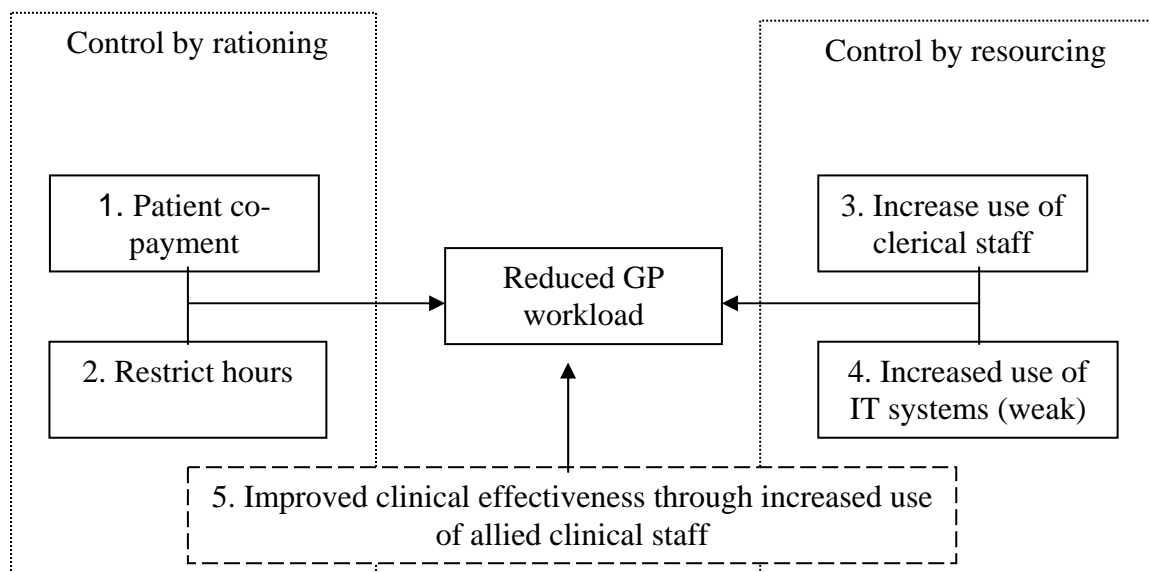 Control by rationing
Control by resourcing
1. Patient co-
payment
3. Increase use of
clerical staff
Reduced GP
workload
2. Restrict hours
4. Increased use of
IT systems (weak)
5. Improved clinical effectiveness through increased use
of allied clinical staff